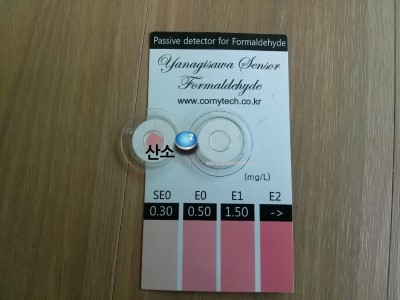 Passive detector for Formaldehyde
Yanagisawa Sensor
Formaldehyde
www.cornytech.co.kr
산소 2
(mg/L)
SE0 E0 E1 E2
0.30 0.50 1.50 ->